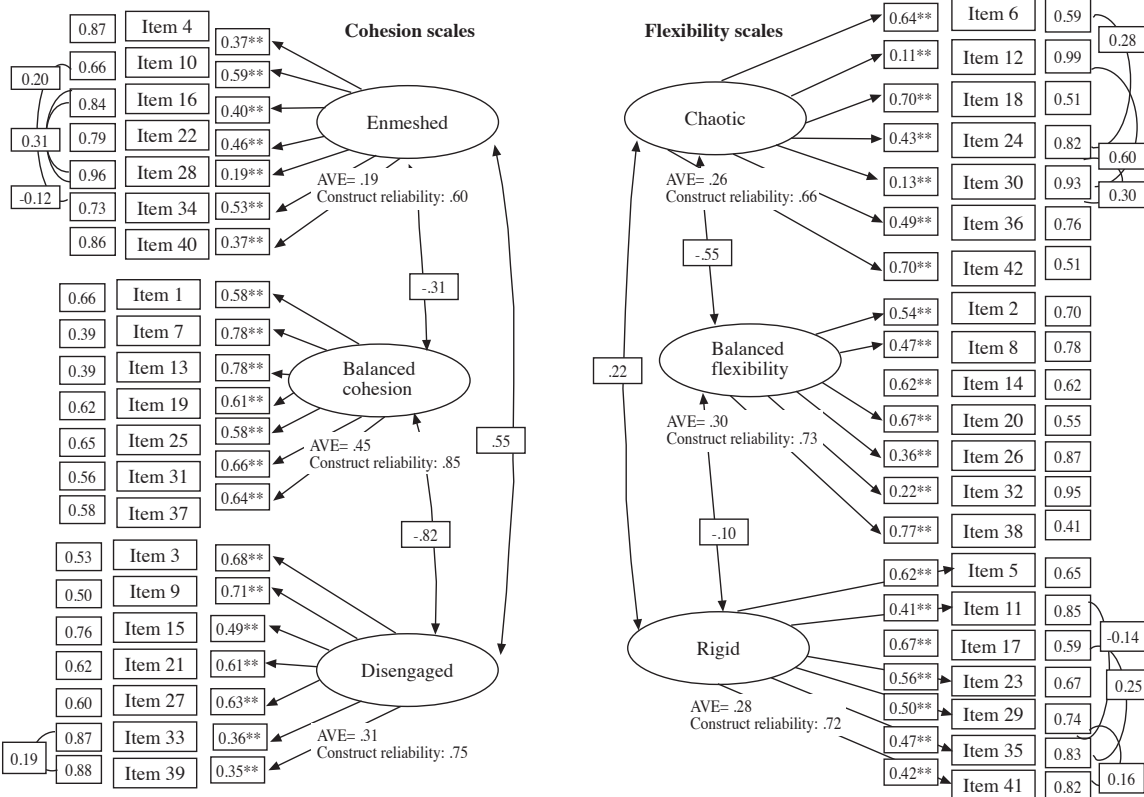 Cohesion scales
0.87 Item 4 0.37**
0.66 Item 10 0.59**
0.84 Item 16 0.40**
0.79 Item 22 0.46**
0.96 Item 28 0.19**
0.73 Item 34 0.53**
0.86 Item 40 0.37**
0.20
0.31
-0.12
Enmeshed
AVE= .19
Construct reliability: .60
-.31
0.66 Item 1 0.58**
0.39 Item 7 0.78**
0.39 Item 13 0.78**
0.62 Item 19 0.61**
0.65 Item 25 0.58**
0.56 Item 31 0.66**
0.58 Item 37 0.64**
Balanced
cohesion
AVE= .45
Construct reliability: .85
.55
-.82
0.53 Item 3 0.68**
0.50 Item 9 0.71**
0.76 Item 15 0.49**
0.62 Item 21 0.61**
0.60 Item 27 0.63**
0.87 Item 33 0.36**
0.88 Item 39 0.35**
0.19
Disengaged
AVE= .31
Construct reliability: .75
Flexibility scales
0.64** Item 6 0.59
0.11** Item 12 0.99
0.70** Item 18 0.51
0.43** Item 24 0.82
0.13** Item 30 0.93
0.49** Item 36 0.76
0.70** Item 42 0.51
0.28
0.60
0.30
Chaotic
AVE= .26
Construct reliability: .66
-.55
.22
0.54** Item 2 0.70
0.47** Item 8 0.78
0.62** Item 14 0.62
0.67** Item 20 0.55
0.36** Item 26 0.87
0.22** Item 32 0.95
0.77** Item 38 0.41
Balanced
flexibility
AVE= .30
Construct reliability: .73
-.10
0.62** Item 5 0.65
0.41** Item 11 0.85
0.67** Item 17 0.59
0.56** Item 23 0.67
0.50** Item 29 0.74
0.47** Item 35 0.83
0.42** Item 41 0.82
-0.14
0.25
0.16
Rigid
AVE= .28
Construct reliability: .72